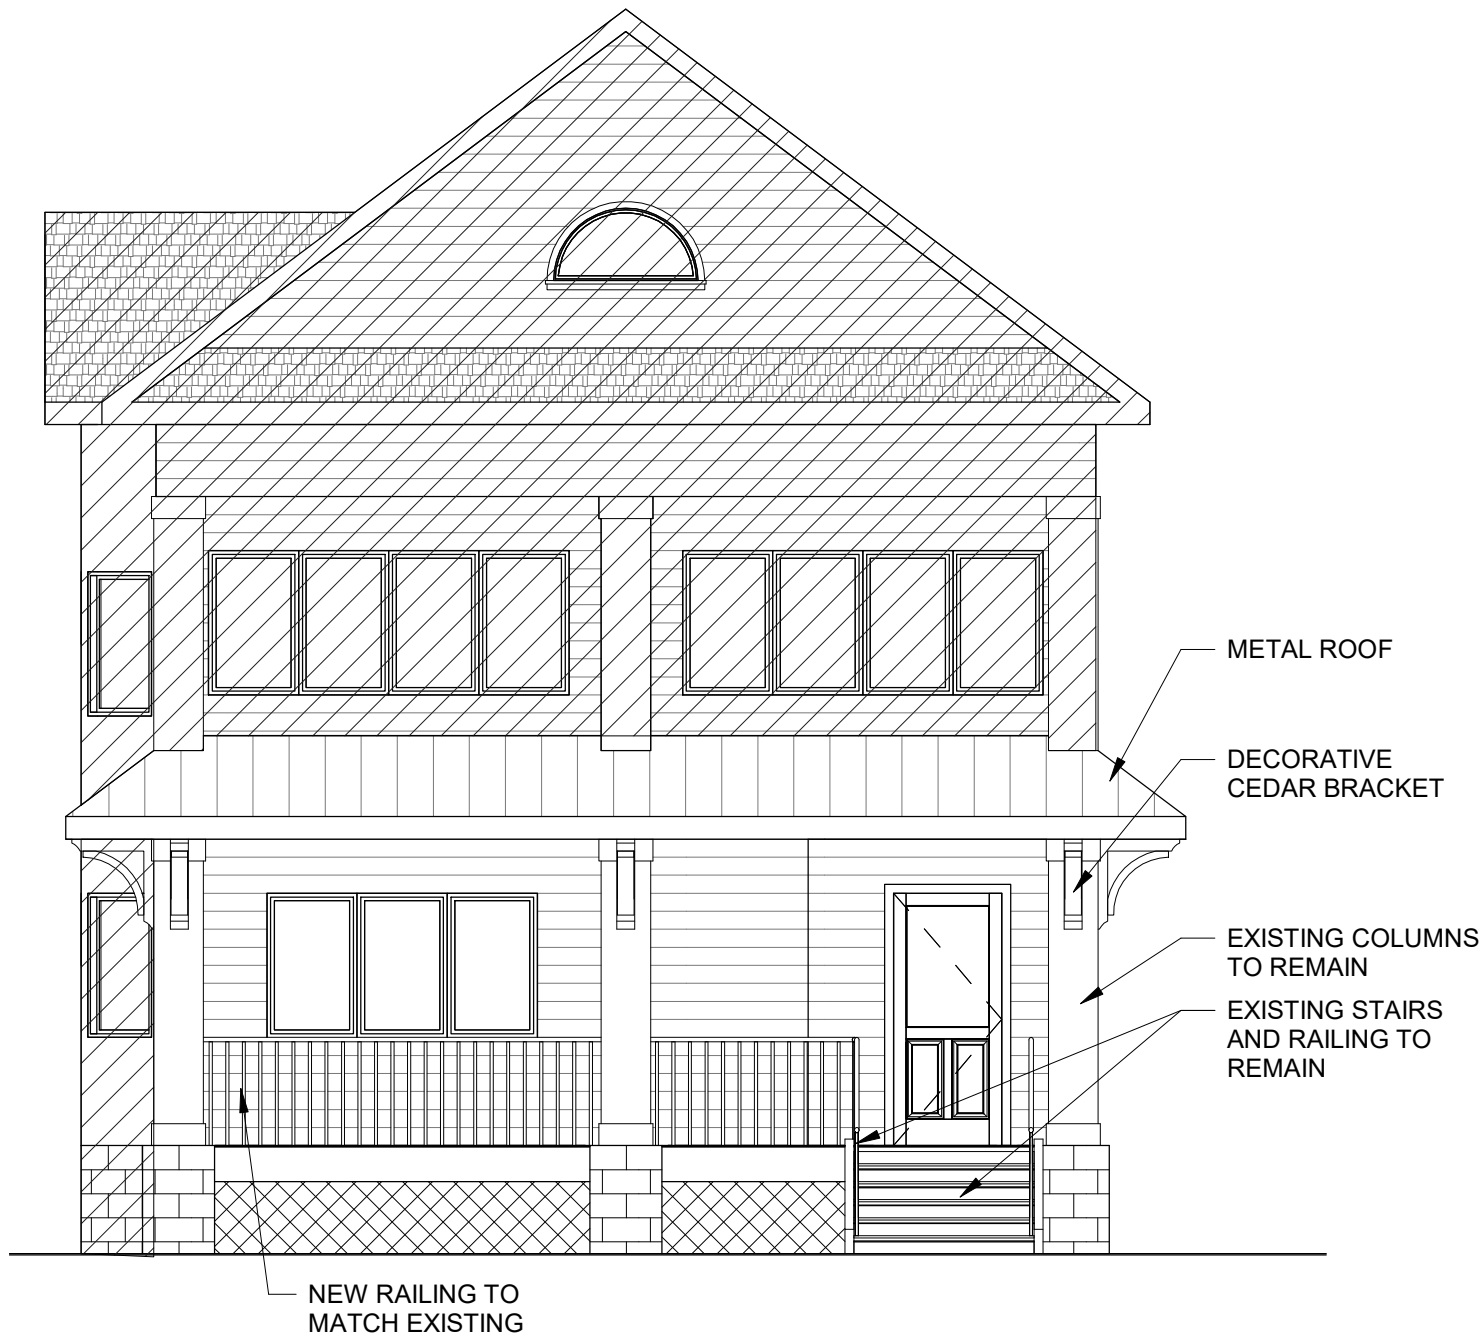 METAL ROOF
DECORATIVE
CEDAR BRACKET
EXISTING COLUMNS
TO REMAIN
EXISTING STAIRS
AND RAILING TO
REMAIN
NEW RAILING TO
MATCH EXISTING